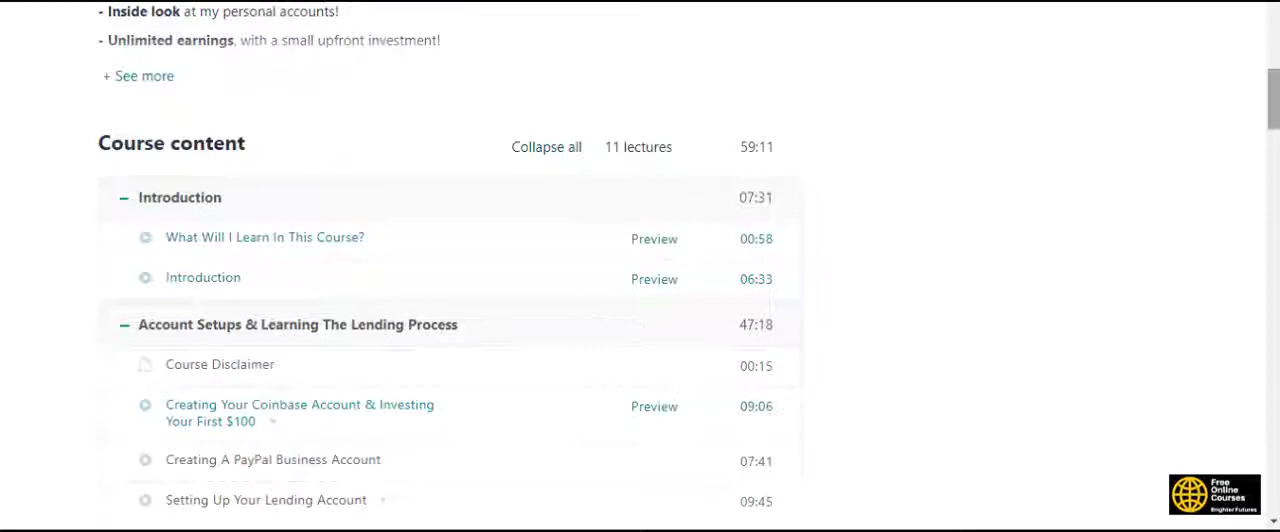 - Inside look at my personal accounts!
- Unlimited earnings, with a small upfront investment!
+ See more
Course content Collapse all 11 lectures 59:11
– Introduction 07:31
What Will I Learn In This Course? Preview 00:58
Introduction Preview 06:33
– Account Setups & Learning The Lending Process 47:18
Course Disclaimer 00:15
Creating Your Coinbase Account & Investing Preview 09:06
Your First $100
Creating A PayPal Business Account 07:41
Setting Up Your Lending Account 09:45
Free
Online
Courses
Brighter Futures